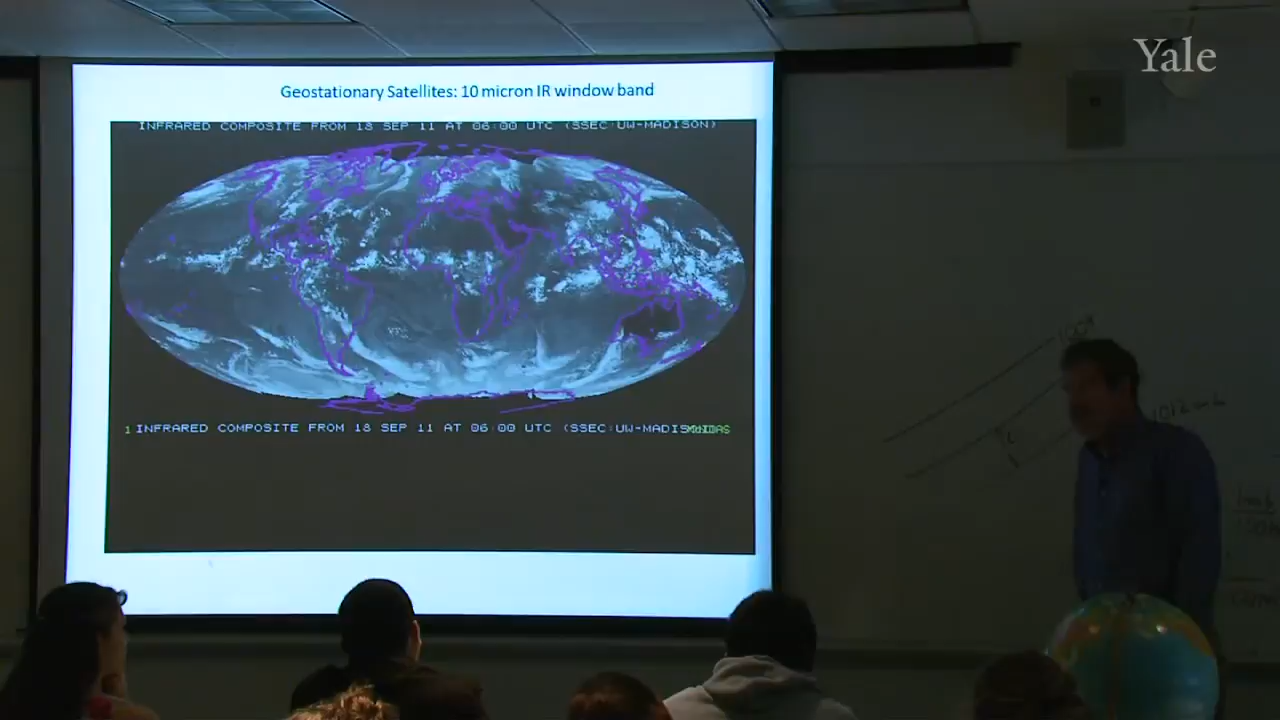 Yale
Geostationary Satellites: 10 micron IR window band
INFRARED COMPOSITE FROM 18 SEP 11 AT 06:00 UTC (SSEC:UW-MADISON)
1 INFRARED COMPOSITE FROM 18 SEP 11 AT 06:00 UTC (SSEC:UW-MADIS